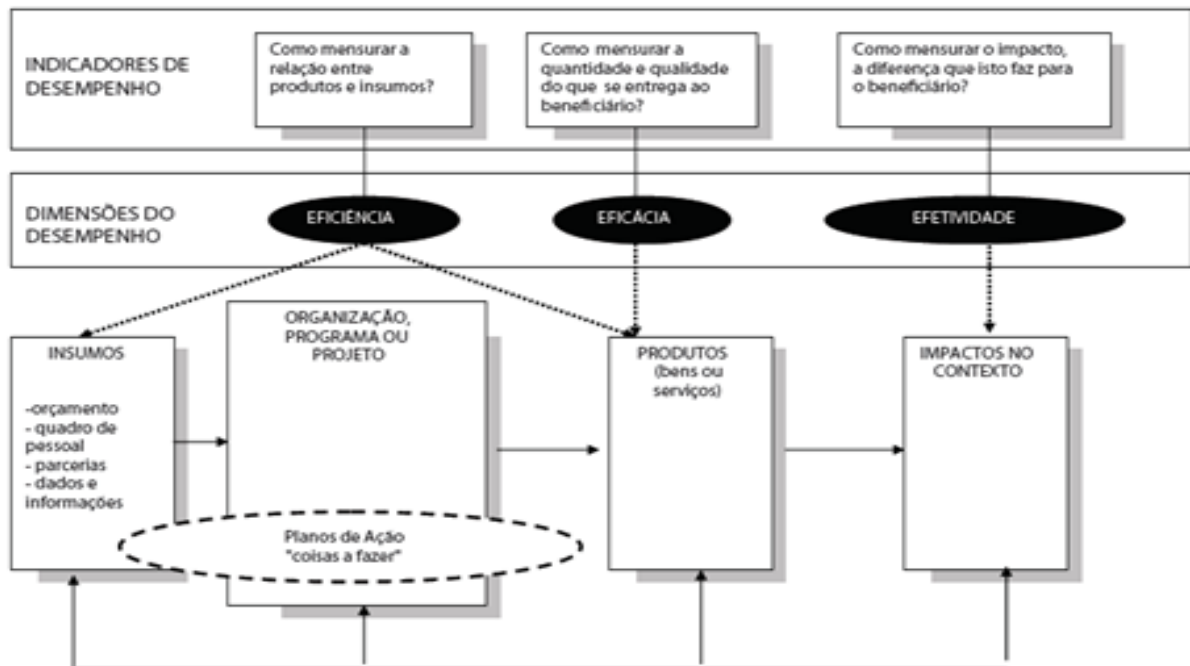 INDICADORES DE
DESEMPENHO
Como mensurar a
relação entre
produtos e insumos?
Como mensurar a
quantidade e qualidade
do que se entrega ao
beneficiário?
Como mensurar o impacto,
a diferença que isto faz para
o beneficiário?
DIMENSÕES DO
DESEMPENHO
EFICIÊNCIA
EFICÁCIA
EFETIVIDADE
INSUMOS
-orçamento
- quadro de
pessoal
- parcerias
- dados e
informações
ORGANIZAÇÃO,
PROGRAMA OU
PROJETO
Planos de Ação
"coisas a fazer"
PRODUTOS
(bens ou
serviços)
IMPACTOS NO
CONTEXTO